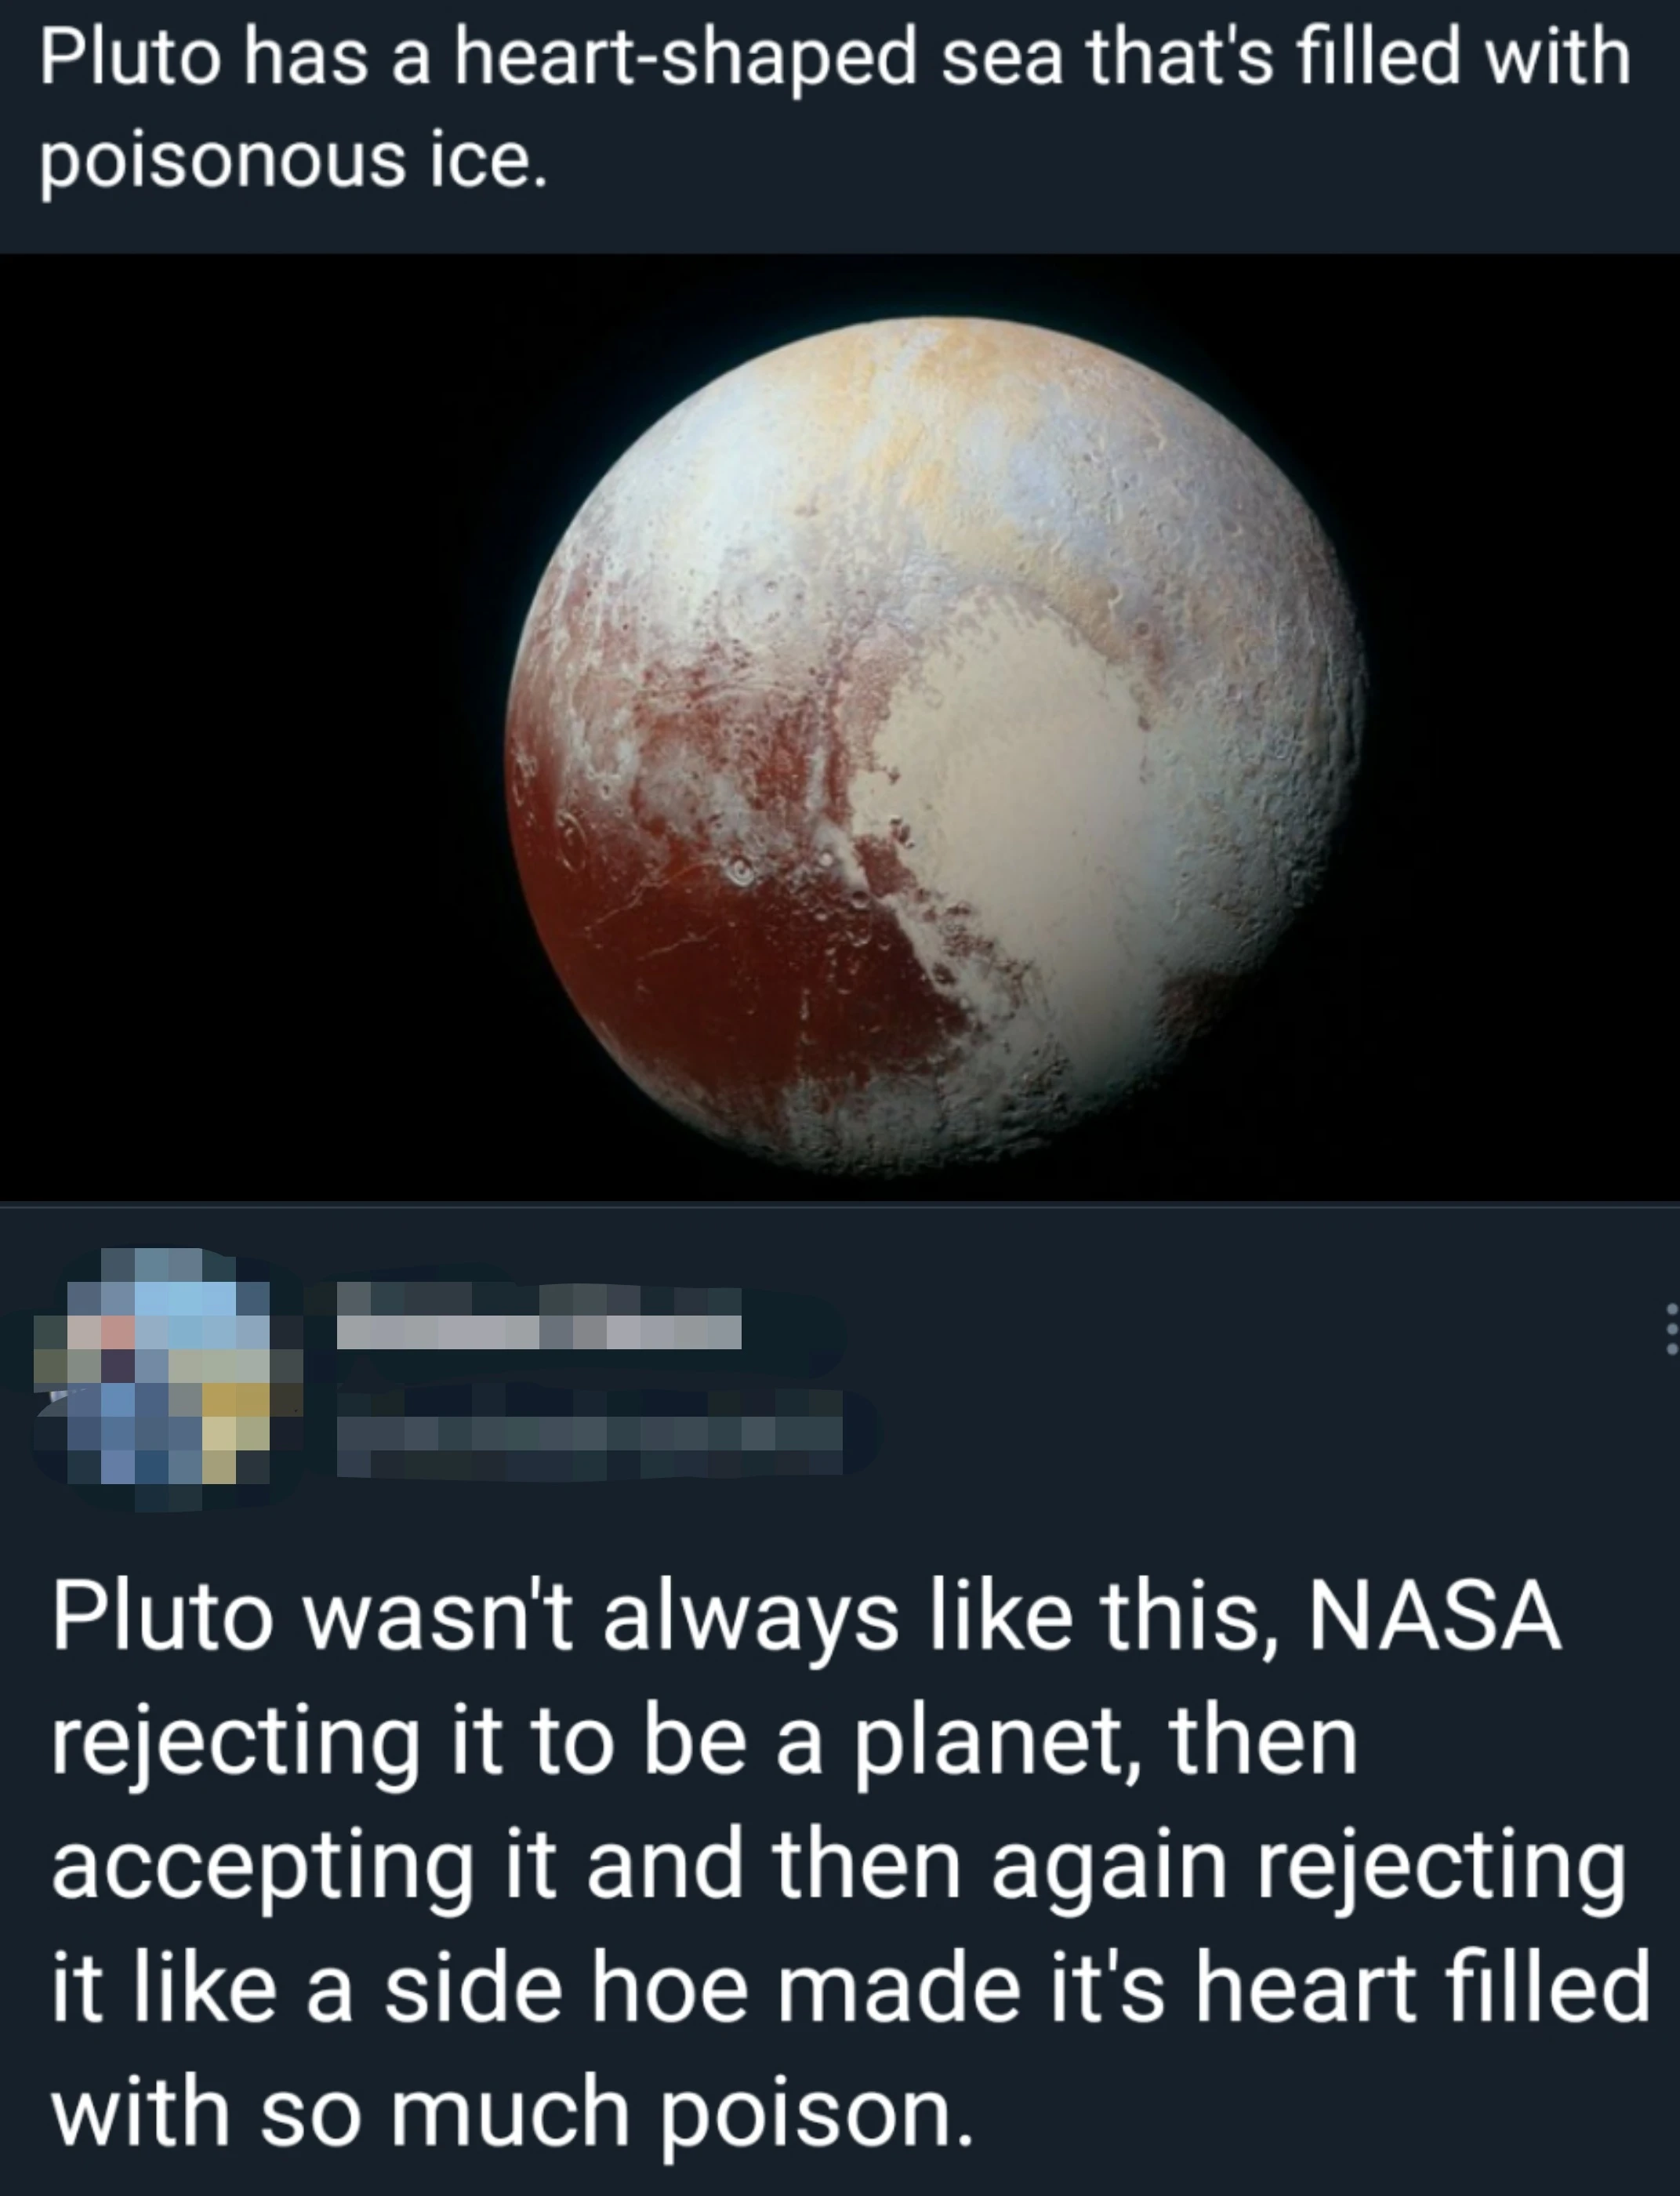 Pluto has a heart-shaped sea that's filled with
poisonous ice.
Pluto wasn't always like this, NASA
rejecting it to be a planet, then
accepting it and then again rejecting
it like a side hoe made it's heart filled
with so much poison.